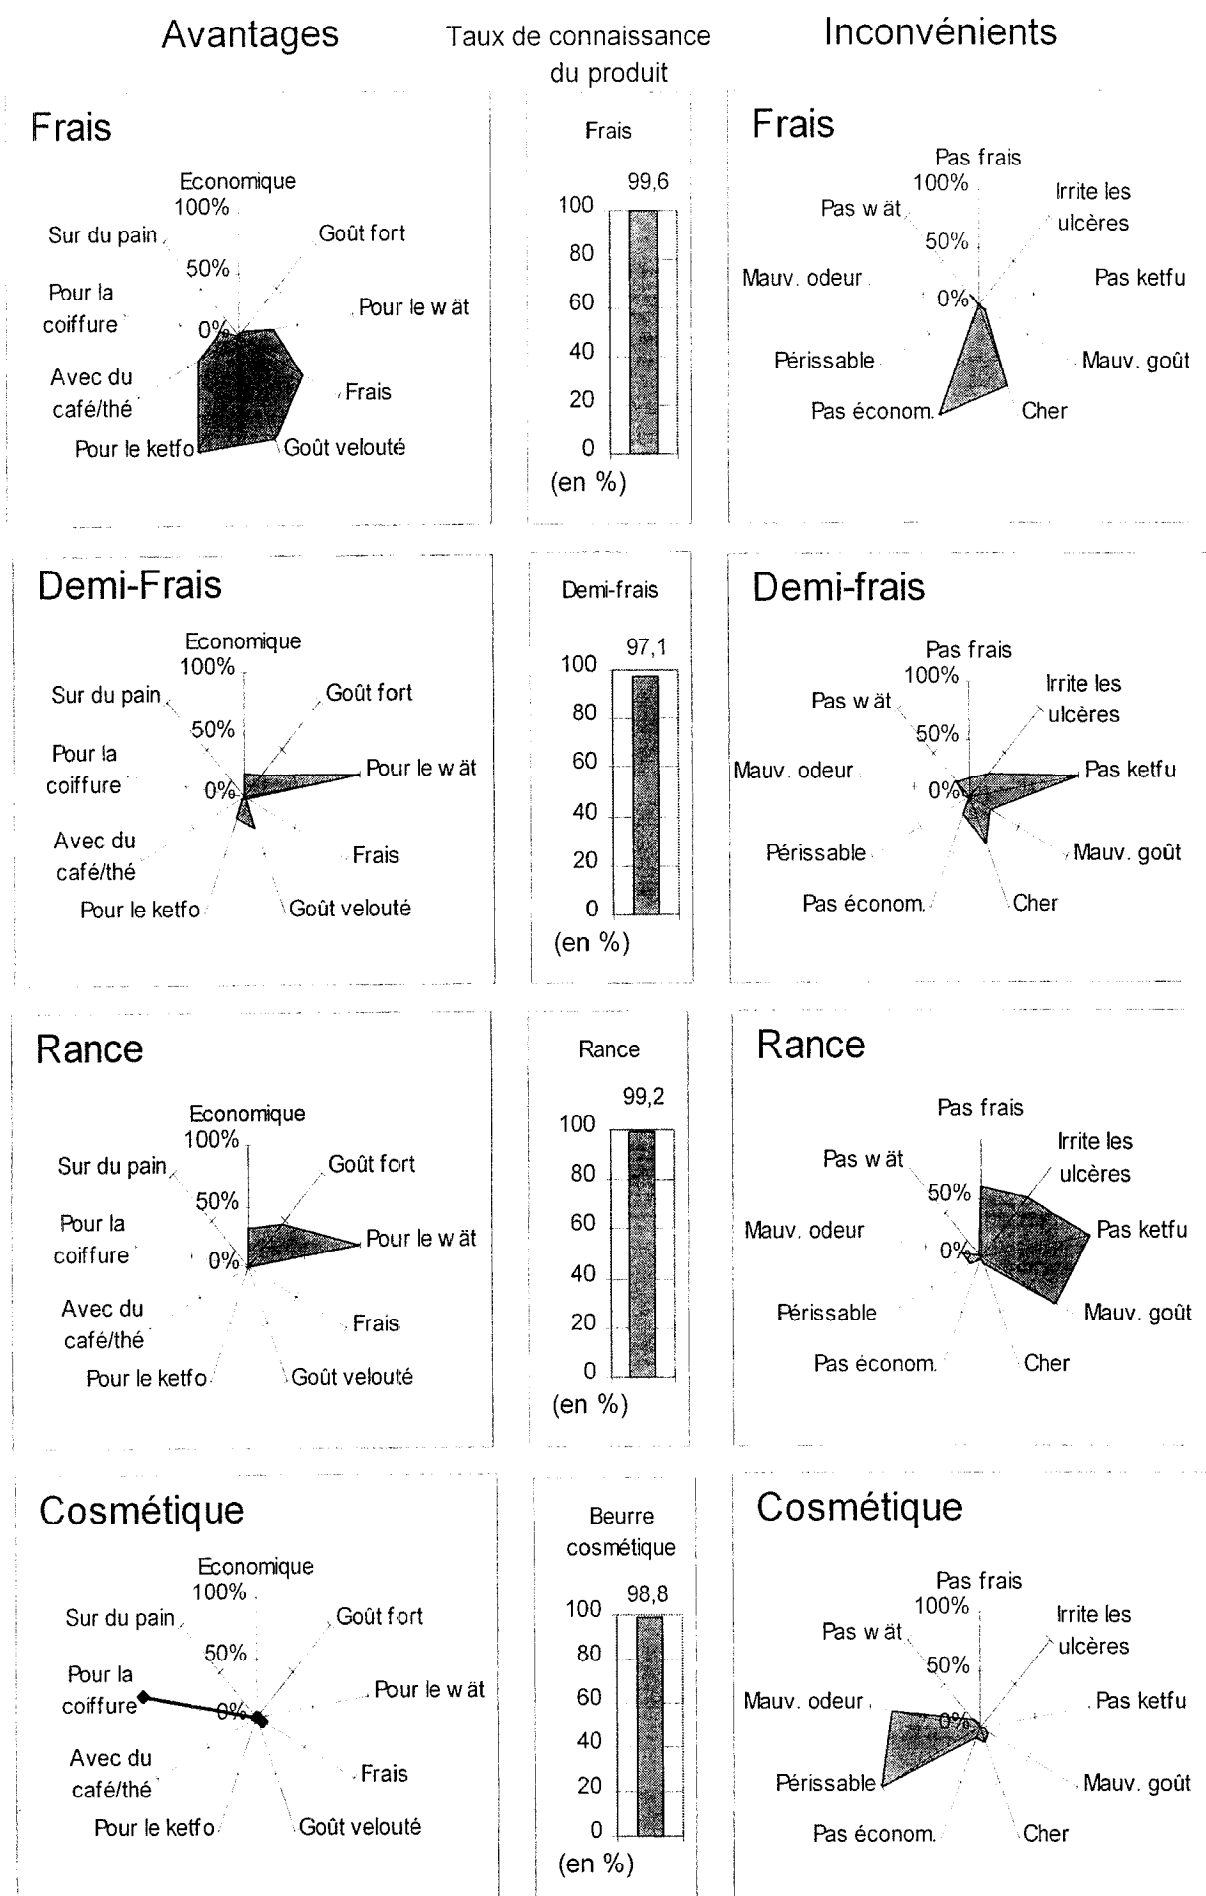 Avantages
Taux de connaissance
du produit
Inconvénients
Frais
Economique
100%
Sur du pain
Goût fort
50%
Pour la
coiffure
Pour le wät
0%
Avec du
café/thé
Frais
Pour le ketfo
Goût velouté
Frais
99,6
100
80
60
40
20
0
(en %)
Frais
Pas frais
100%
Irrite les
ulcères
Pas wät
50%
Mauv. odeur
Pas ketfu
0%
Périssable
Mauv. goût
Pas économ.
Cher
Demi-Frais
Economique
100%
Sur du pain
Goût fort
50%
Pour la
coiffure
Pour le wät
0%
Avec du
café/thé
Frais
Pour le ketfo
Goût velouté
Demi-frais
97,1
100
80
60
40
20
0
(en %)
Demi-frais
Pas frais
100%
Irrite les
ulcères
Pas wät
50%
Mauv. odeur
Pas ketfu
0%
Périssable
Mauv. goût
Pas économ.
Cher
Rance
Economique
100%
Sur du pain
Goût fort
50%
Pour la
coiffure
Pour le wät
0%
Avec du
café/thé
Frais
Pour le ketfo
Goût velouté
Rance
99,2
100
80
60
40
20
0
(en %)
Rance
Pas frais
Irrite les
ulcères
Pas wät
50%
Mauv. odeur
Pas ketfu
0%
Périssable
Mauv. goût
Pas économ.
Cher
Cosmétique
Economique
100%
Sur du pain
Goût fort
50%
Pour la
coiffure
Pour le wät
0%
Avec du
café/thé
Frais
Pour le ketfo
Goût velouté
Beurre
cosmétique
98,8
100
80
60
40
20
0
(en %)
Cosmétique
Pas frais
100%
Irrite les
ulcères
Pas wät
50%
Mauv. odeur
Pas ketfu
0%
Périssable
Mauv. goût
Pas économ.
Cher